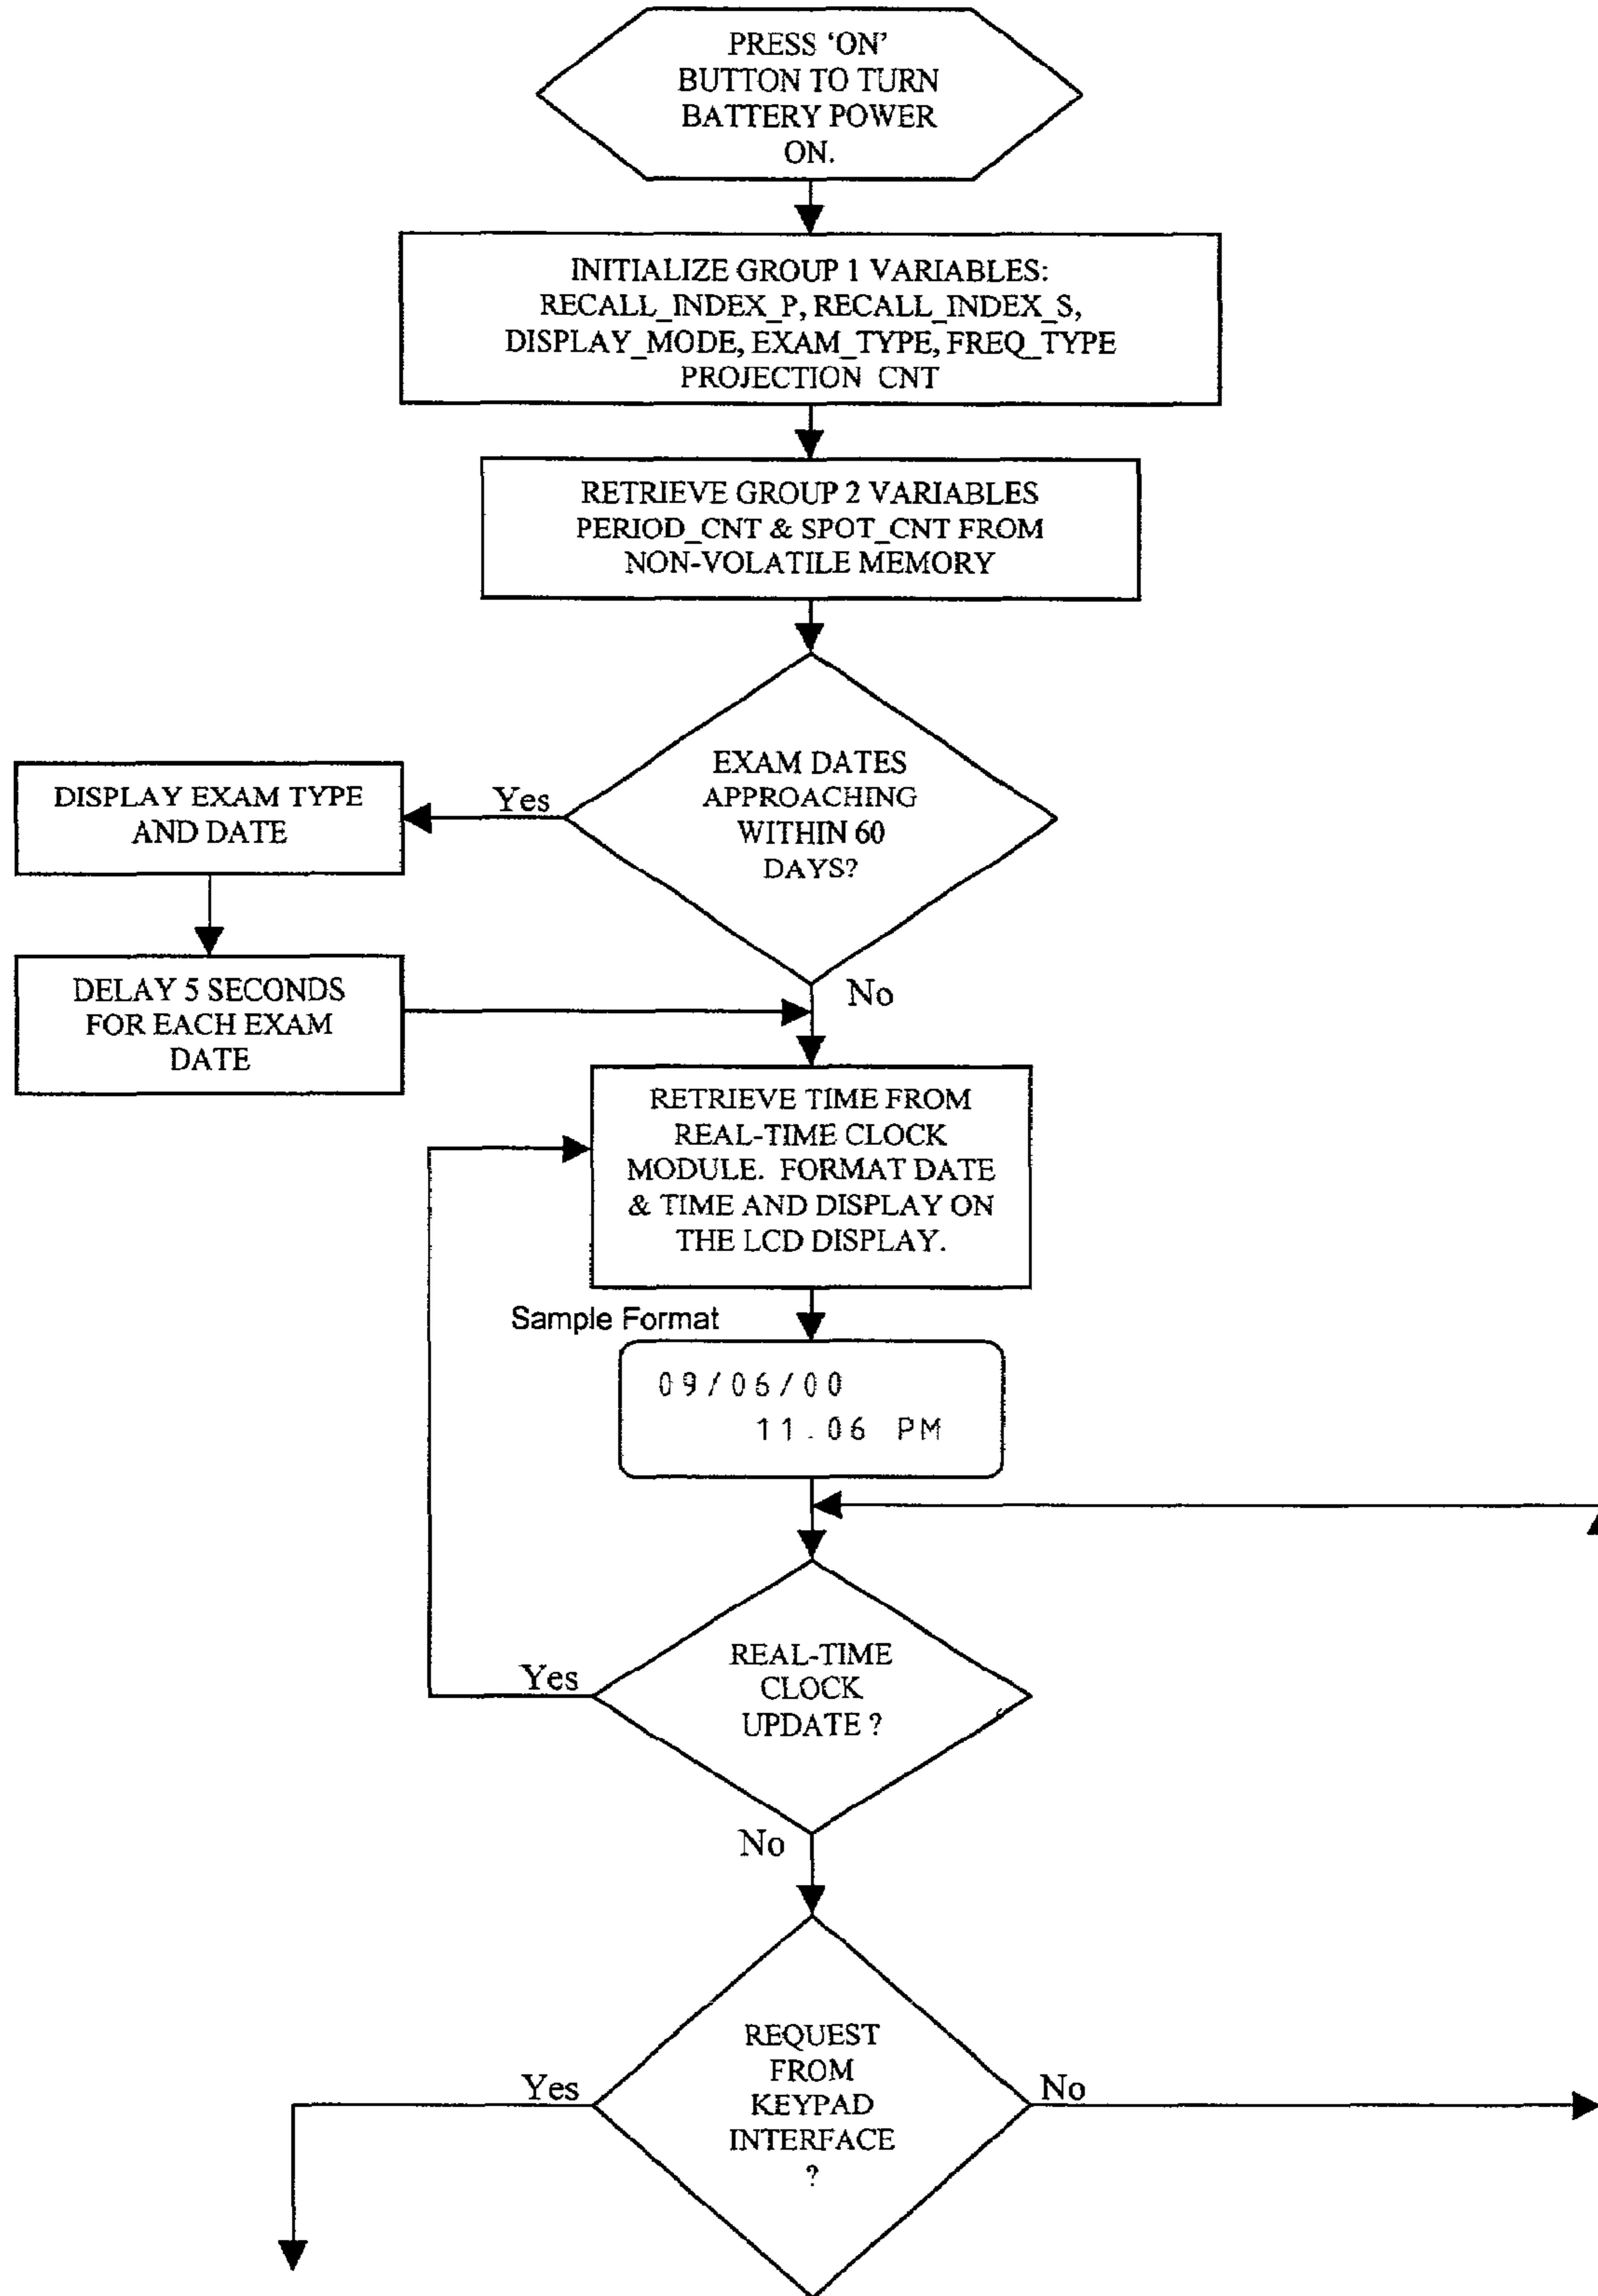 PRESS ‘ON’
BUTTON TO TURN
BATTERY POWER
ON.
INITIALIZE GROUP 1 VARIABLES:
RECALL_INDEX_P, RECALL_INDEX_S,
DISPLAY_MODE, EXAM_TYPE, FREQ_TYPE
PROJECTION CNT
RETRIEVE GROUP 2 VARIABLES
PERIOD_CNT & SPOT_CNT FROM
NON-VOLATILE MEMORY
EXAM DATES
APPROACHING
WITHIN 60
DAYS?
Yes
DISPLAY EXAM TYPE
AND DATE
DELAY 5 SECONDS
FOR EACH EXAM
DATE
No
RETRIEVE TIME FROM
REAL-TIME CLOCK
MODULE. FORMAT DATE
& TIME AND DISPLAY ON
THE LCD DISPLAY.
Sample Format
09/06/00
11.06 PM
REAL-TIME
CLOCK
UPDATE ?
Yes
No
REQUEST
FROM
KEYPAD
INTERFACE
?
Yes
No